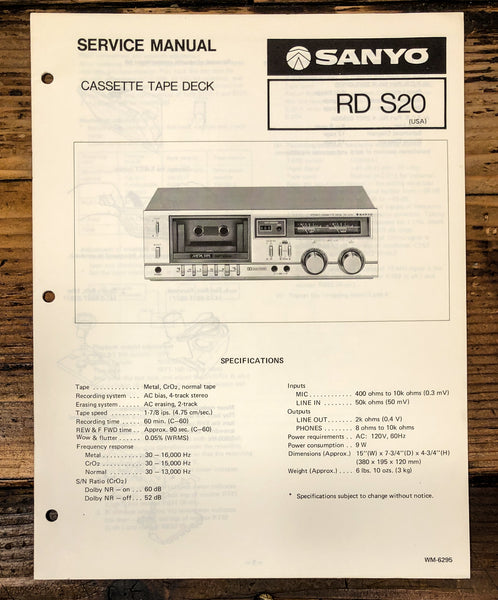 SERVICE MANUAL
SANYO
CASSETTE TAPE DECK
RD S20
(USA)
SPECIFICATIONS
Tape ............. Metal, CrO₂, normal tape
Recording system ... AC bias, 4-track stereo
Erasing system ..... AC erasing, 2-track
Tape speed ........ 1-7/8 ips. (4.75 cm/sec.)
Recording time ..... 60 min. (C-60)
REW & F FWD time . Approx. 90 sec. (C-60)
Wow & flutter ...... 0.05% (WRMS)
Frequency response
Metal ........... 30 – 16,000 Hz
CrO₂ ............ 30 – 15,000 Hz
Normal .......... 30 – 13,000 Hz
S/N Ratio (CrO₂)
Dolby NR – on ... 60 dB
Dolby NR – off ... 52 dB
Inputs
MIC .............. 400 ohms to 10k ohms (0.3 mV)
LINE IN .......... 50k ohms (50 mV)
Outputs
LINE OUT ......... 2k ohms (0.4 V)
PHONES .......... 8 ohms to 10k ohms
Power requirements .. AC: 120V, 60Hz
Power consumption .. 9 W
Dimensions (Approx.) 15"(W) x 7-3/4"(D) x 4-3/4"(H)
(380 x 195 x 120 mm)
Weight (Approx.) .... 6 lbs. 10 ozs. (3 kg)
* Specifications subject to change without notice.
WM-6295